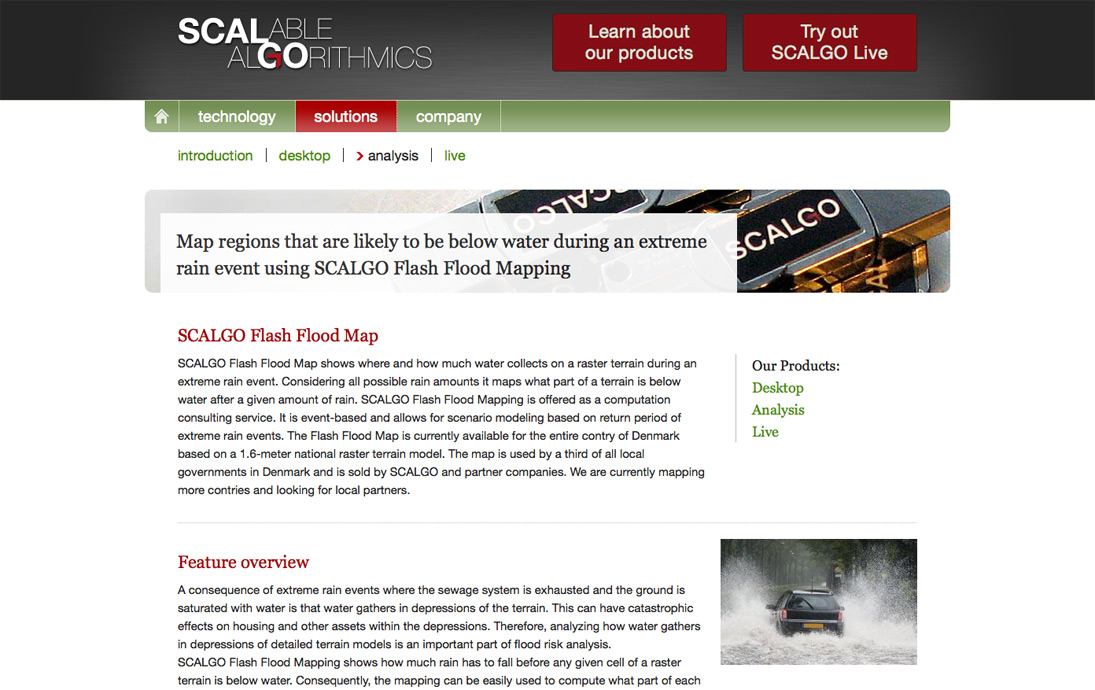 SCALABLE
ALGORITHMICS
Learn about
our products
Try out
SCALGO Live
technology
solutions
company
introduction
desktop
analysis
live
SCALGO
SCALGO
SCA
Map regions that are likely to be below water during an extreme
rain event using SCALGO Flash Flood Mapping
SCALGO Flash Flood Map
SCALGO Flash Flood Map shows where and how much water collects on a raster terrain during an
extreme rain event. Considering all possible rain amounts it maps what part of a terrain is below
water after a given amount of rain. SCALGO Flash Flood Mapping is offered as a computation
consulting service. It is event-based and allows for scenario modeling based on return period of
extreme rain events. The Flash Flood Map is currently available for the entire contry of Denmark
based on a 1.6-meter national raster terrain model. The map is used by a third of all local
governments in Denmark and is sold by SCALGO and partner companies. We are currently mapping
more contries and looking for local partners.
Our Products:
Desktop
Analysis
Live
Feature overview
A consequence of extreme rain events where the sewage system is exhausted and the ground is
saturated with water is that water gathers in depressions of the terrain. This can have catastrophic
effects on housing and other assets within the depressions. Therefore, analyzing how water gathers
in depressions of detailed terrain models is an important part of flood risk analysis.
SCALGO Flash Flood Mapping shows how much rain has to fall before any given cell of a raster
terrain is below water. Consequently, the mapping can be easily used to compute what part of each